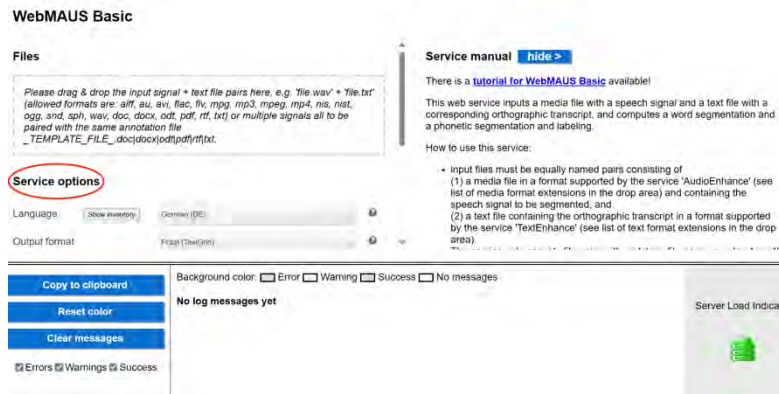 WebMAUS Basic
Files
Please drag & drop the input signal + text file pairs here, e.g. 'file.wav' + 'file.txt'
(allowed formats are: aiff, au, avi, flac, flv, mpg, mp3, mpeg, mp4, nis, nist,
ogg, snd, sph, wav, doc, docx, odt, pdf, rtf, txt) or multiple signals all to be
paired with the same annotation file
_TEMPLATE_FILE_.doc|docx|odt|pdf|rtf|txt.
Service options
Language Show inventory German (DE)
Output format Praat (TextGrid)
Service manual hide >
There is a tutorial for WebMAUS Basic available!
This web service inputs a media file with a speech signal and a text file with a
corresponding orthographic transcript, and computes a word segmentation and
a phonetic segmentation and labeling.
How to use this service:
• Input files must be equally named pairs consisting of
(1) a media file in a format supported by the service 'AudioEnhance' (see
list of media format extensions in the drop area) and containing the
speech signal to be segmented, and
(2) a text file containing the orthographic transcript in a format supported
by the service 'TextEnhance' (see list of text format extensions in the drop
area).
Copy to clipboard
Reset color
Clear messages
Errors Warnings Success
Background color: Error Warning Success No messages
No log messages yet
Server Load Indica